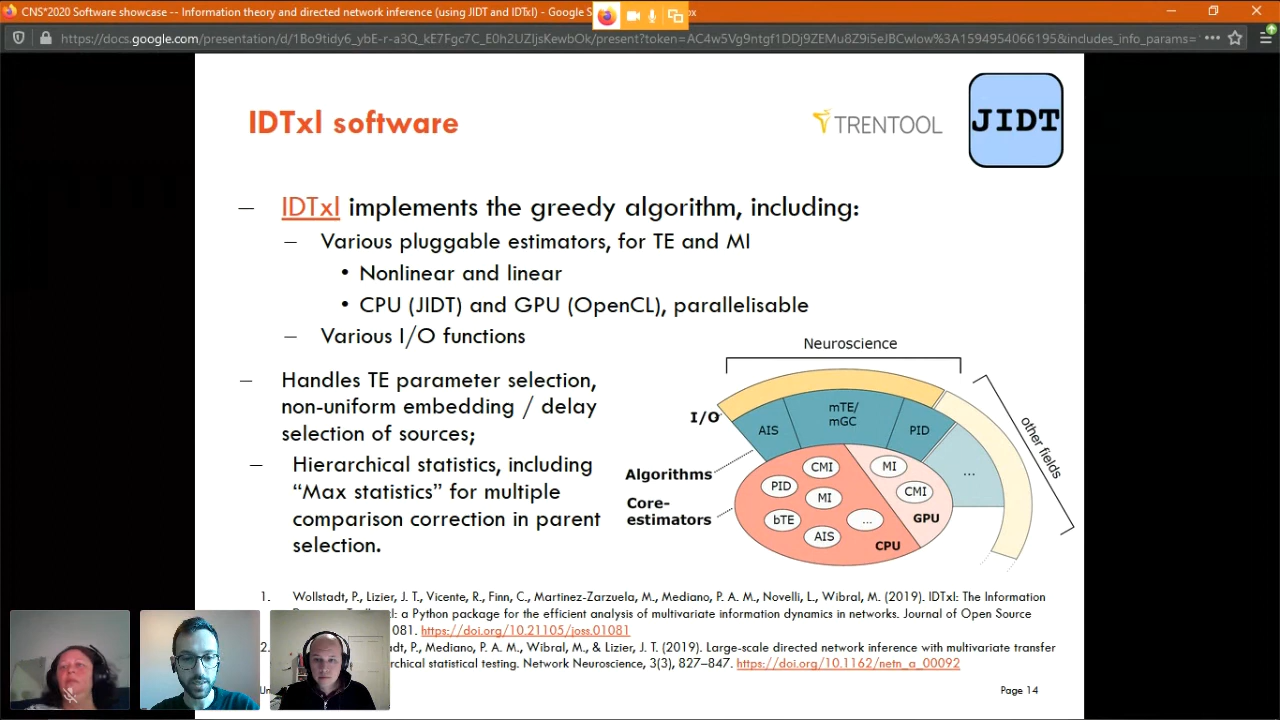 CNS*2020 Software showcase -- Information theory and directed network inference (using JIDT and IDTxl) - Google S
https://docs.google.com/presentation/d/1Bo9tidy6_ybE-r-a3Q_kE7Fgc7C_E0h2UZIjsKewbOk/present?token=AC4w5Vg9ntgf1DDj9ZEMu8Z9i5eJBCwIow%3A1594954066195&includes_info_params=
IDTxl software
TRENTOOL
JIDT
– IDTxl implements the greedy algorithm, including:
– Various pluggable estimators, for TE and MI
• Nonlinear and linear
• CPU (JIDT) and GPU (OpenCL), parallelisable
– Various I/O functions
– Handles TE parameter selection,
non-uniform embedding / delay
selection of sources;
– Hierarchical statistics, including
“Max statistics” for multiple
comparison correction in parent
selection.
Neuroscience
other fields
I/O
AIS
mTE/
mGC
PID
...
Algorithms
Core-
estimators
CMI
PID
MI
bTE
...
AIS
CPU
MI
CMI
GPU
1. Wollstadt, P., Lizier, J. T., Vicente, R., Finn, C., Martinez-Zarzuela, M., Mediano, P. A. M., Novelli, L., Wibral, M. (2019). IDTxl: The Information
a Python package for the efficient analysis of multivariate information dynamics in networks. Journal of Open Source
081. https://doi.org/10.21105/joss.01081
P., Mediano, P. A. M., Wibral, M., & Lizier, J. T. (2019). Large-scale directed network inference with multivariate transfer
statistical testing. Network Neuroscience, 3(3), 827–847. https://doi.org/10.1162/netn_a_00092
Page 14